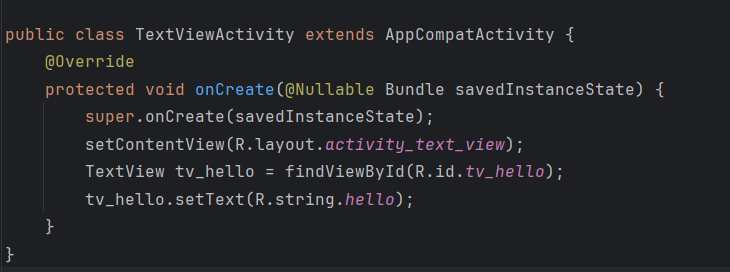 public class TextViewActivity extends AppCompatActivity {
    @Override
    protected void onCreate(@Nullable Bundle savedInstanceState) {
        super.onCreate(savedInstanceState);
        setContentView(R.layout.activity_text_view);
        TextView tv_hello = findViewById(R.id.tv_hello);
        tv_hello.setText(R.string.hello);
    }
}